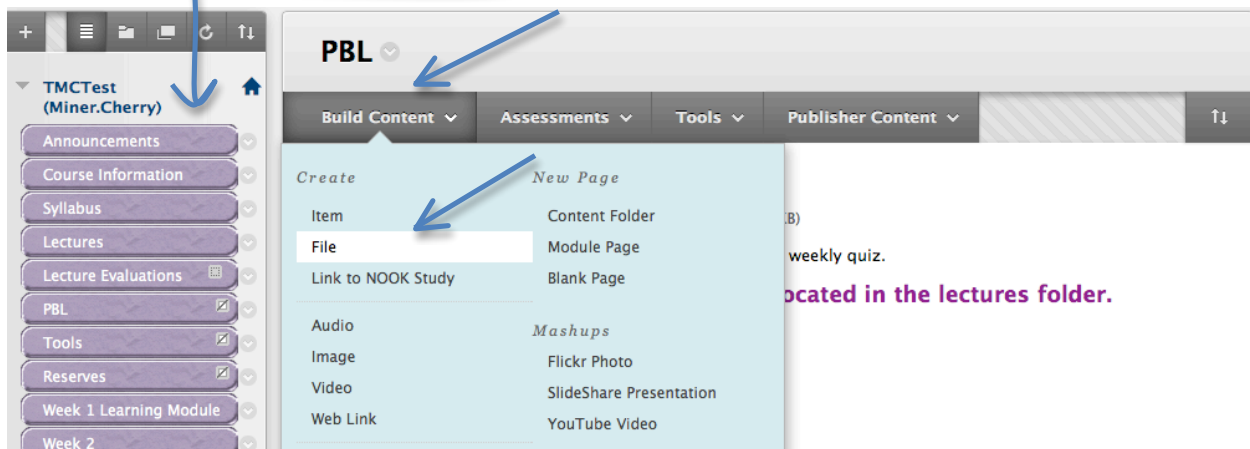 TMCTest
(Miner.Cherry)
Announcements
Course Information
Syllabus
Lectures
Lecture Evaluations
PBL
Tools
Reserves
Week 1 Learning Module
Week 2
PBL
Build Content
Assessments
Tools
Publisher Content
Create
Item
File
Link to NOOK Study
Audio
Image
Video
Web Link
New Page
Content Folder
Module Page
Blank Page
Mashups
Flickr Photo
SlideShare Presentation
YouTube Video
B)
weekly quiz.
ocated in the lectures folder.